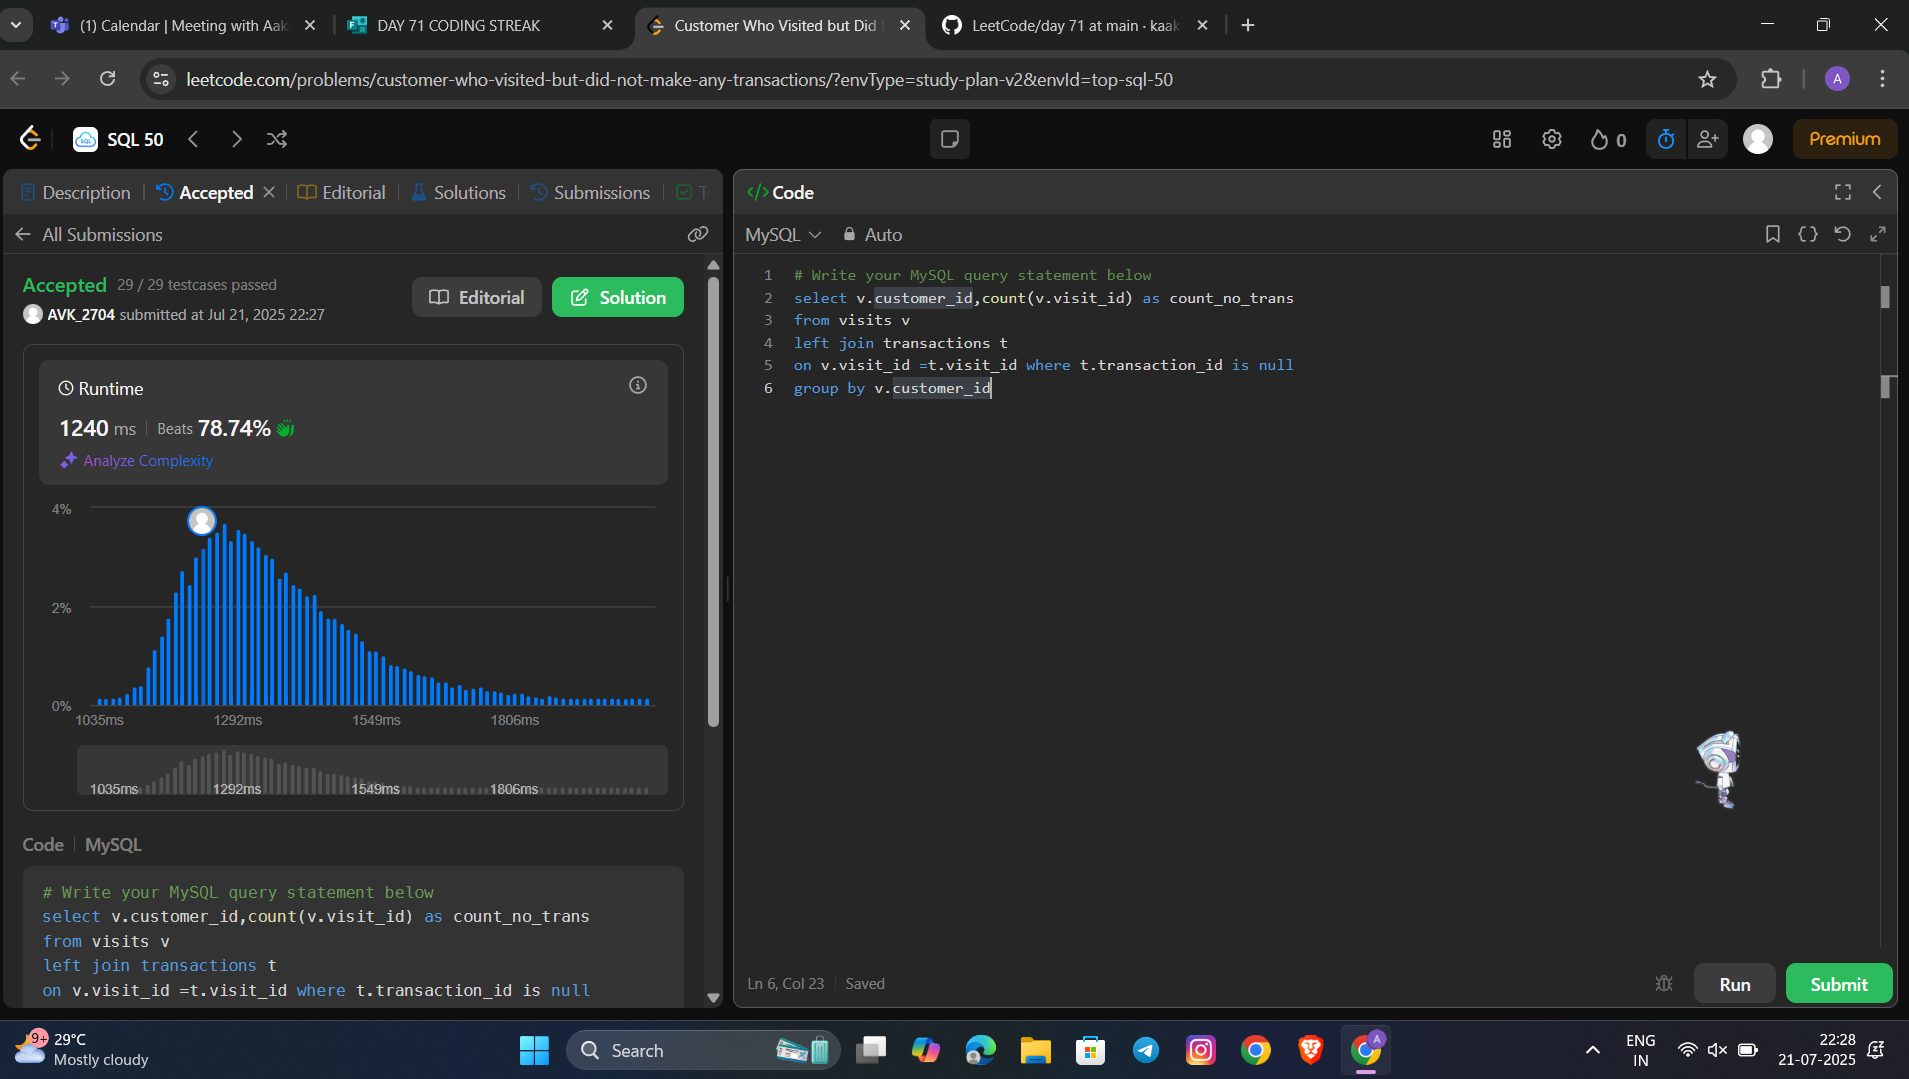 (1) Calendar | Meeting with Aak
DAY 71 CODING STREAK
Customer Who Visited but Did
LeetCode/day 71 at main · kaak
leetcode.com/problems/customer-who-visited-but-did-not-make-any-transactions/?envType=study-plan-v2&envId=top-sql-50
A
SQL 50
0
Premium
Description
Accepted
Editorial
Solutions
Submissions
T
</> Code
All Submissions
MySQL
Auto
Accepted 29 / 29 testcases passed
AVK_2704 submitted at Jul 21, 2025 22:27
Editorial
Solution
Runtime
1240 ms Beats 78.74%
Analyze Complexity
4%
2%
0%
1035ms 1292ms 1549ms 1806ms
1035ms 1292ms 1549ms 1806ms
Code MySQL
# Write your MySQL query statement below
select v.customer_id,count(v.visit_id) as count_no_trans
from visits v
left join transactions t
on v.visit_id =t.visit_id where t.transaction_id is null
1 # Write your MySQL query statement below
2 select v.customer_id,count(v.visit_id) as count_no_trans
3 from visits v
4 left join transactions t
5 on v.visit_id =t.visit_id where t.transaction_id is null
6 group by v.customer_id
Ln 6, Col 23 Saved
Run
Submit
9+
29°C
Mostly cloudy
Search
A
ENG
IN
22:28
21-07-2025